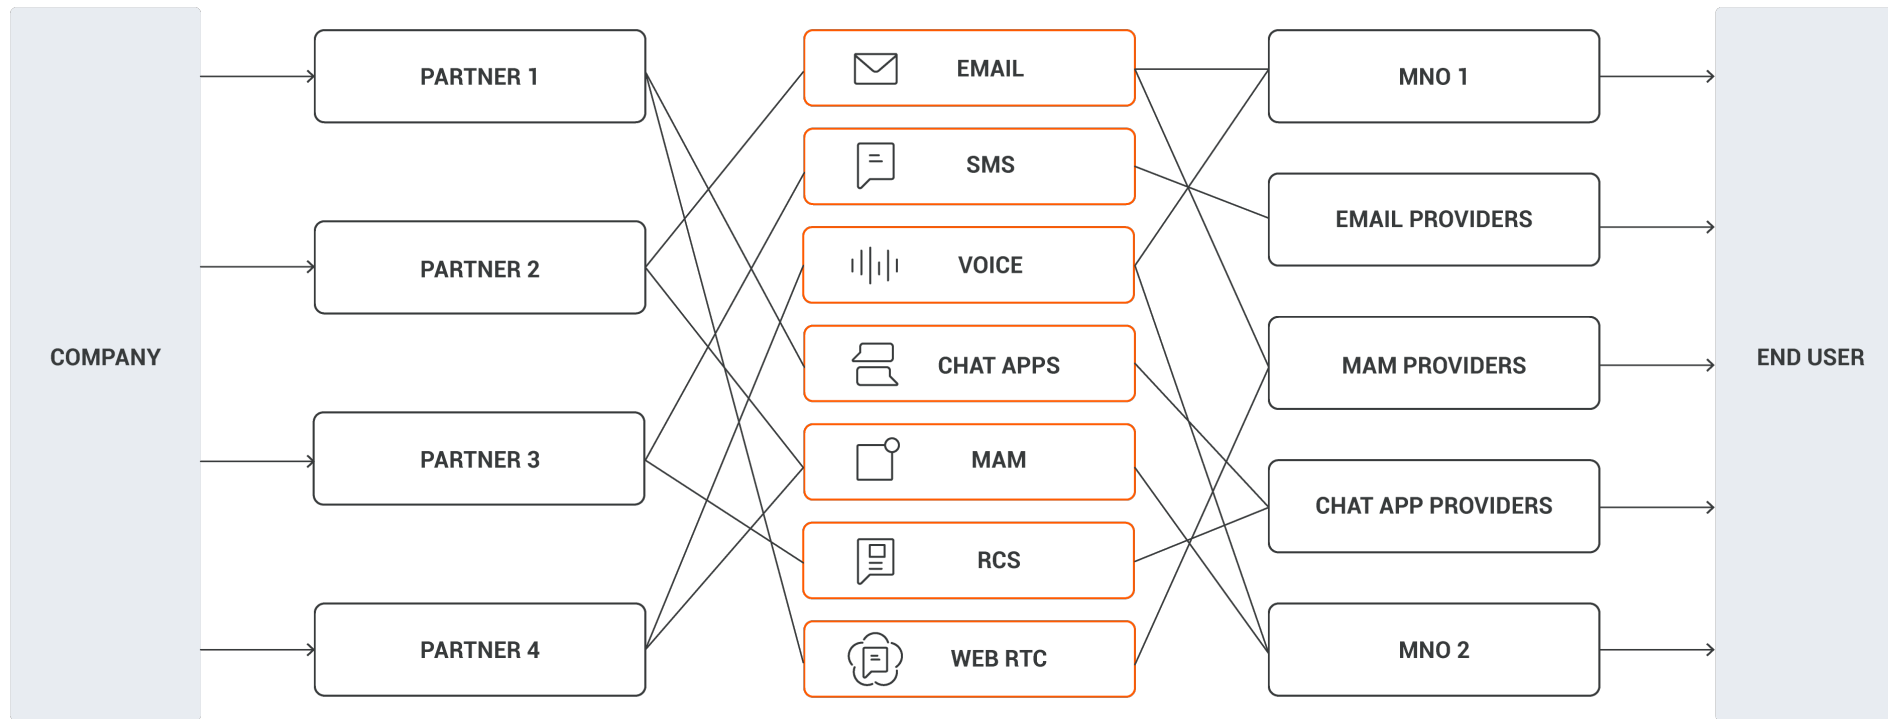 COMPANY
PARTNER 1
PARTNER 2
PARTNER 3
PARTNER 4
EMAIL
SMS
VOICE
CHAT APPS
MAM
RCS
WEB RTC
MNO 1
EMAIL PROVIDERS
MAM PROVIDERS
CHAT APP PROVIDERS
MNO 2
END USER